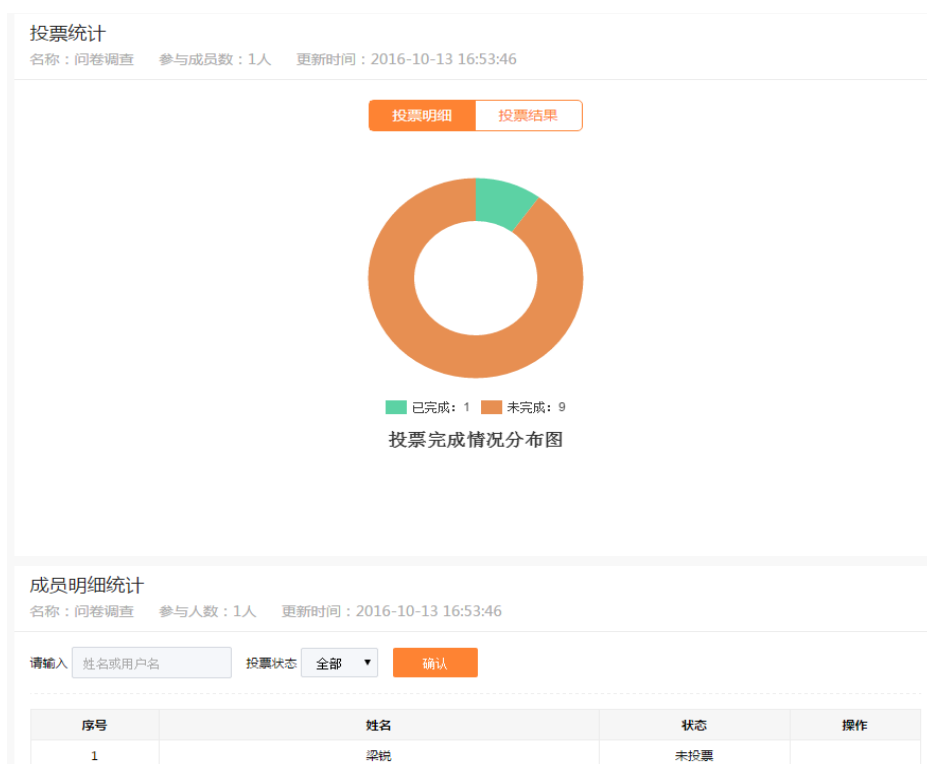 投票统计
名称：问卷调查 参与成员数：1人 更新时间：2016-10-13 16:53:46
投票明细 投票结果
已完成：1 未完成：9
投票完成情况分布图
成员明细统计
名称：问卷调查 参与人数：1人 更新时间：2016-10-13 16:53:46
请输入 姓名或用户名 投票状态 全部 确认
序号 姓名 状态 操作
1 梁锐 未投票